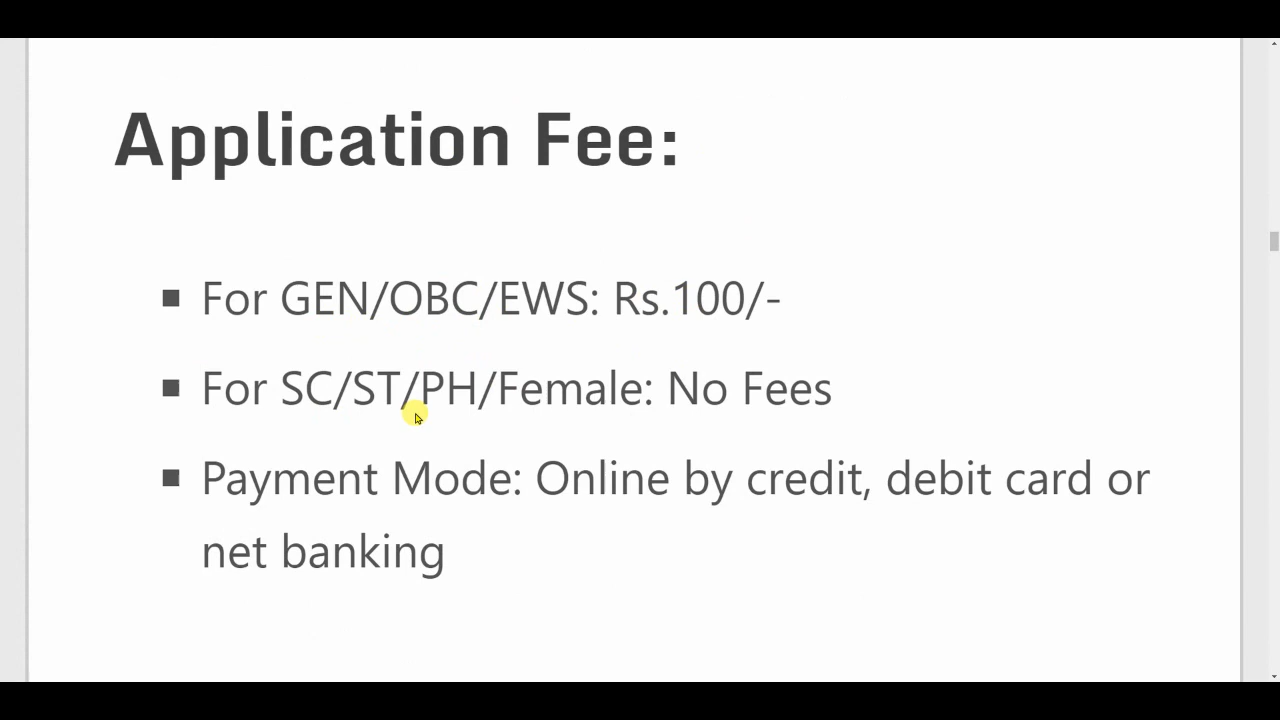 Application Fee:
For GEN/OBC/EWS: Rs.100/-
For SC/ST/PH/Female: No Fees
Payment Mode: Online by credit, debit card or
net banking